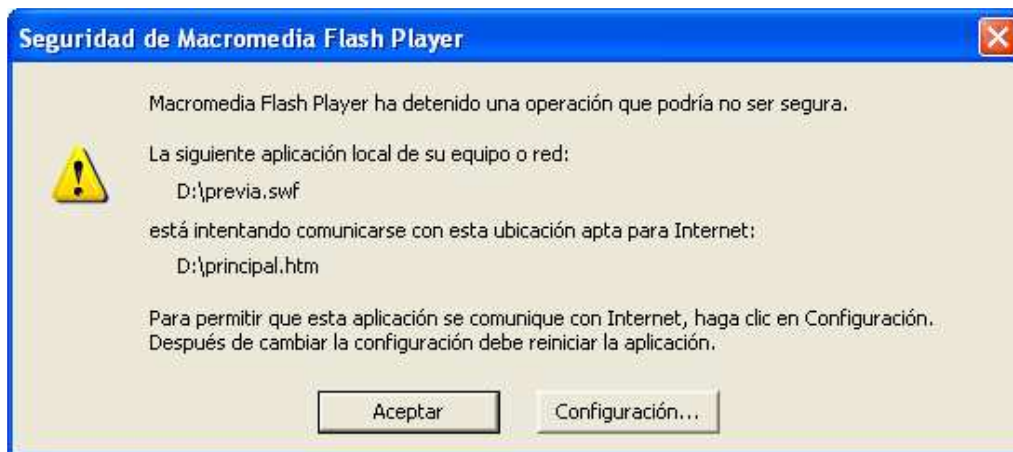 Seguridad de Macromedia Flash Player
Macromedia Flash Player ha detenido una operación que podría no ser segura.
La siguiente aplicación local de su equipo o red:
D:\previa.swf
está intentando comunicarse con esta ubicación apta para Internet:
D:\principal.htm
Para permitir que esta aplicación se comunique con Internet, haga clic en Configuración.
Después de cambiar la configuración debe reiniciar la aplicación.
Aceptar
Configuración...